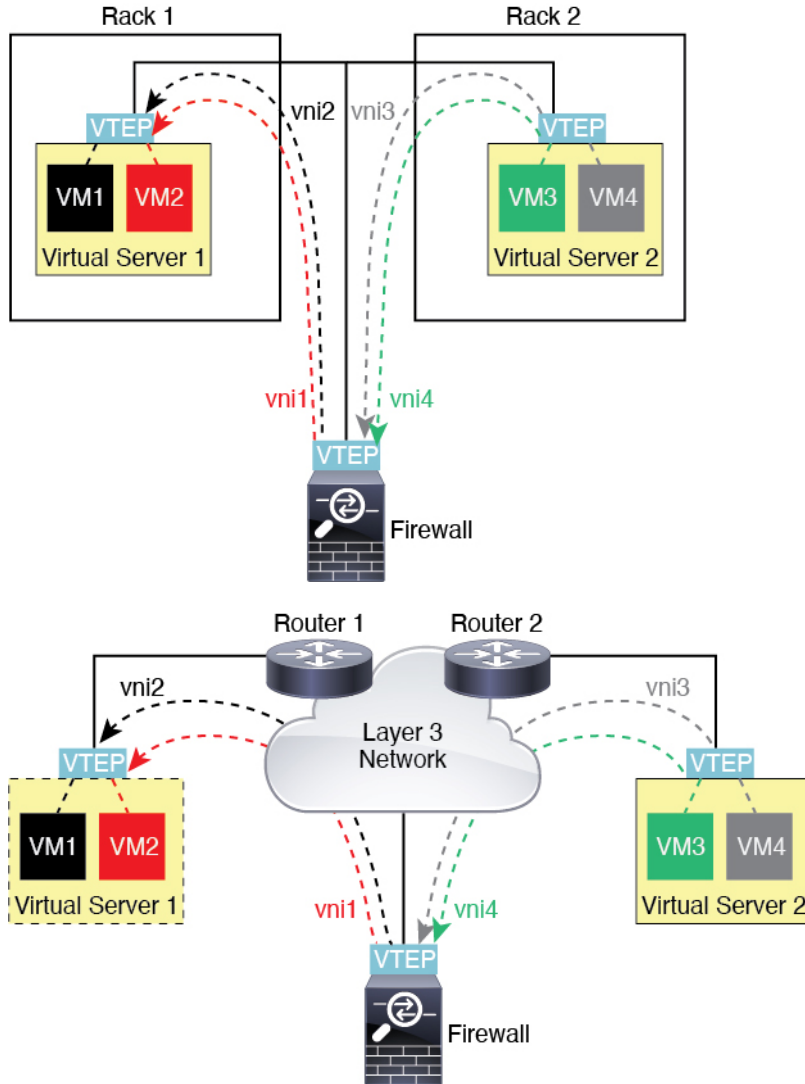 Rack 1
Rack 2
vni2
vni3
VTEP
VTEP
VM1
VM2
VM3
VM4
Virtual Server 1
Virtual Server 2
vni1
vni4
VTEP
Firewall
Router 1
Router 2
vni2
vni3
Layer 3
Network
VTEP
VTEP
VM1
VM2
VM3
VM4
Virtual Server 1
Virtual Server 2
vni1
vni4
VTEP
Firewall